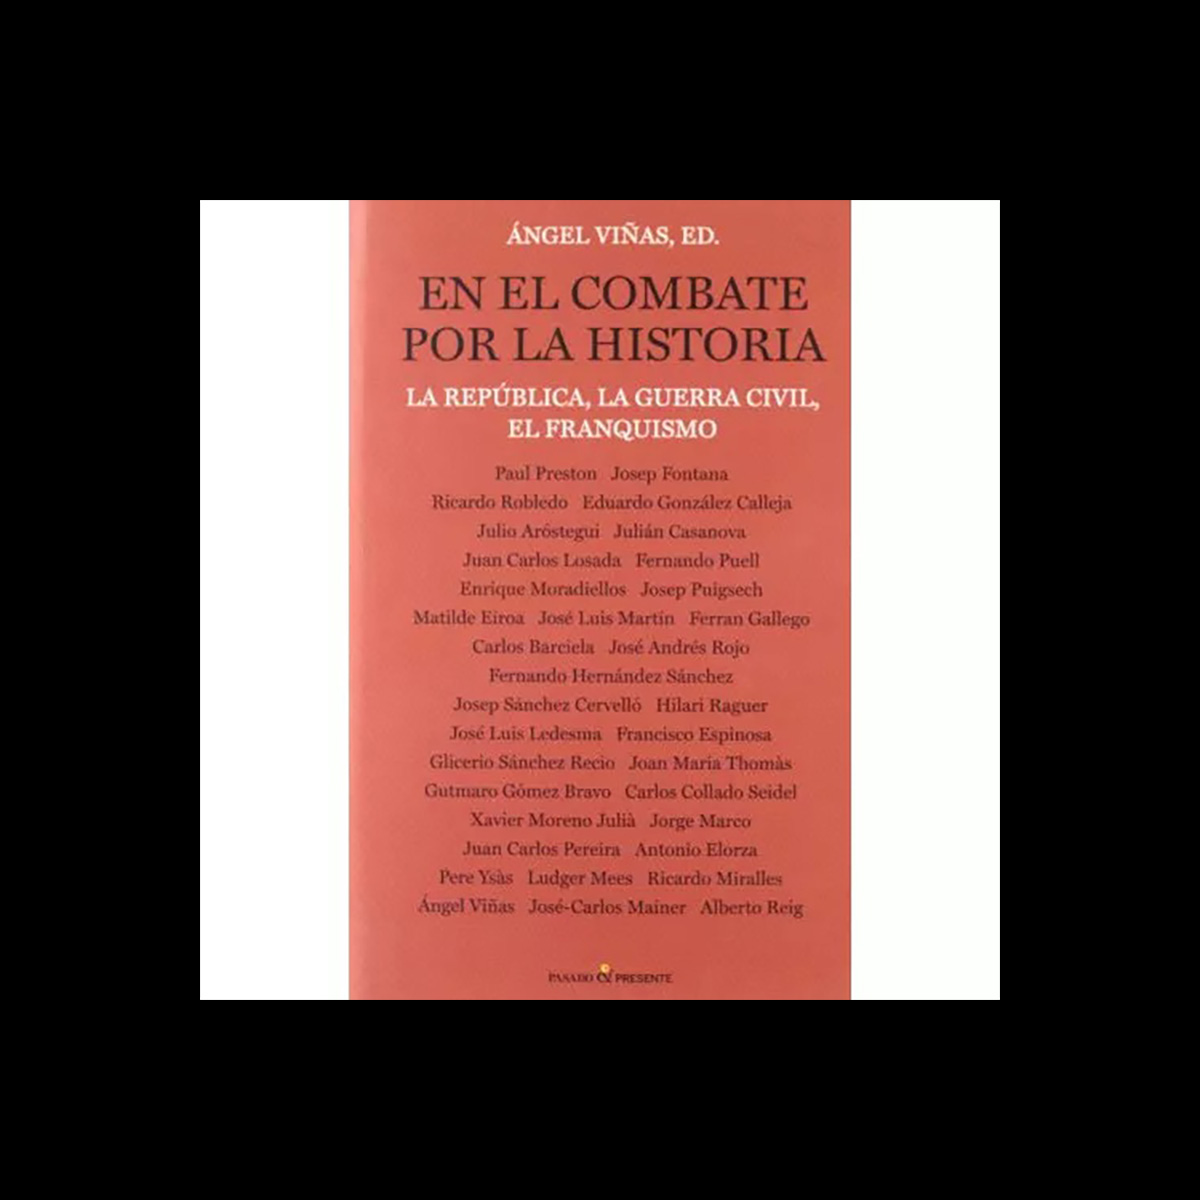 ÁNGEL VIÑAS, ED.
EN EL COMBATE
POR LA HISTORIA
LA REPÚBLICA, LA GUERRA CIVIL,
EL FRANQUISMO
Paul Preston Josep Fontana
Ricardo Robledo Eduardo González Calleja
Julio Aróstegui Julián Casanova
Juan Carlos Losada Fernando Puell
Enrique Moradiellos Josep Puigsech
Matilde Eiroa José Luis Martín Ferran Gallego
Carlos Barciela José Andrés Rojo
Fernando Hernández Sánchez
Josep Sánchez Cervelló Hilari Raguer
José Luis Ledesma Francisco Espinosa
Glicerio Sánchez Recio Joan Maria Thomàs
Gutmaro Gómez Bravo Carlos Collado Seidel
Xavier Moreno Julià Jorge Marco
Juan Carlos Pereira Antonio Elorza
Pere Ysàs Ludger Mees Ricardo Miralles
Ángel Viñas José-Carlos Mainer Alberto Reig
PASADO & PRESENTE